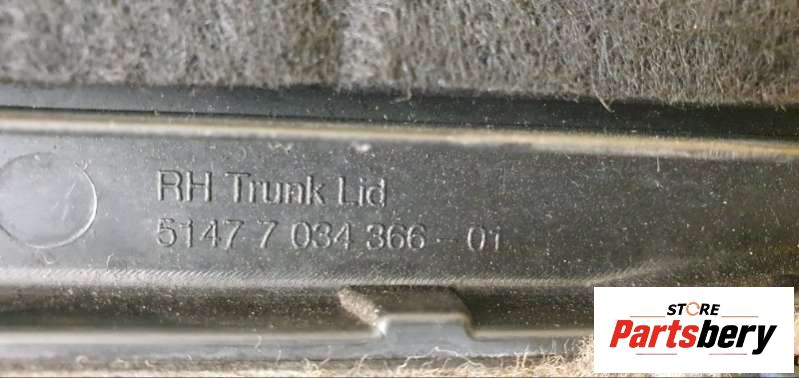 RH Trunk Lid
5147 7 034 366-01
STORE
Partsbery